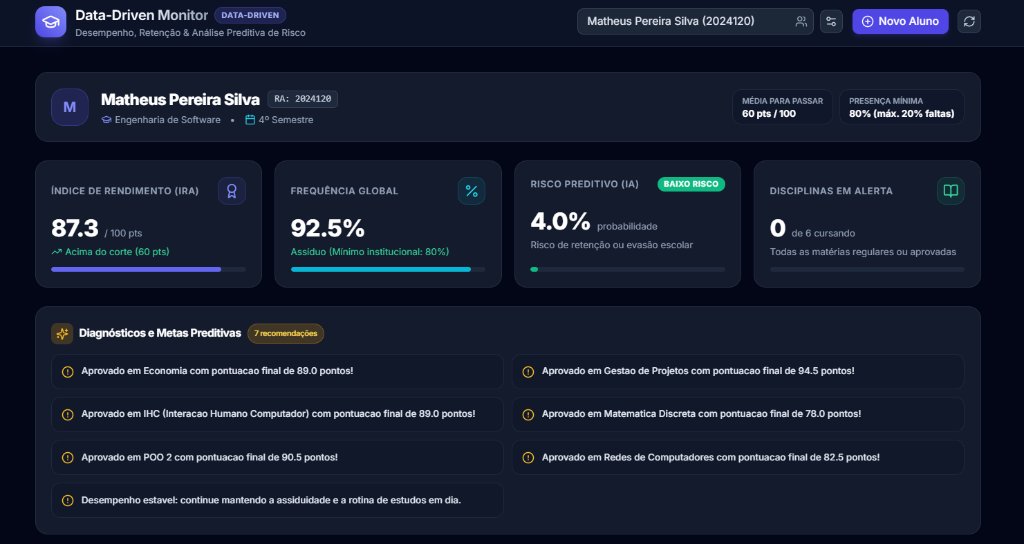 Data-Driven Monitor DATA-DRIVEN
Desempenho, Retenção & Análise Preditiva de Risco
Matheus Pereira Silva (2024120)
Novo Aluno
M
Matheus Pereira Silva RA: 2024120
Engenharia de Software • 4º Semestre
MÉDIA PARA PASSAR
60 pts / 100
PRESENÇA MÍNIMA
80% (máx. 20% faltas)
ÍNDICE DE RENDIMENTO (IRA)
87.3 / 100 pts
Acima do corte (60 pts)
FREQUÊNCIA GLOBAL
92.5%
Assíduo (Mínimo institucional: 80%)
RISCO PREDITIVO (IA) BAIXO RISCO
4.0% probabilidade
Risco de retenção ou evasão escolar
DISCIPLINAS EM ALERTA
0 de 6 cursando
Todas as matérias regulares ou aprovadas
Diagnósticos e Metas Preditivas 7 recomendações
Aprovado em Economia com pontuacao final de 89.0 pontos!
Aprovado em Gestao de Projetos com pontuacao final de 94.5 pontos!
Aprovado em IHC (Interacao Humano Computador) com pontuacao final de 89.0 pontos!
Aprovado em Matematica Discreta com pontuacao final de 78.0 pontos!
Aprovado em POO 2 com pontuacao final de 90.5 pontos!
Aprovado em Redes de Computadores com pontuacao final de 82.5 pontos!
Desempenho estavel: continue mantendo a assiduidade e a rotina de estudos em dia.